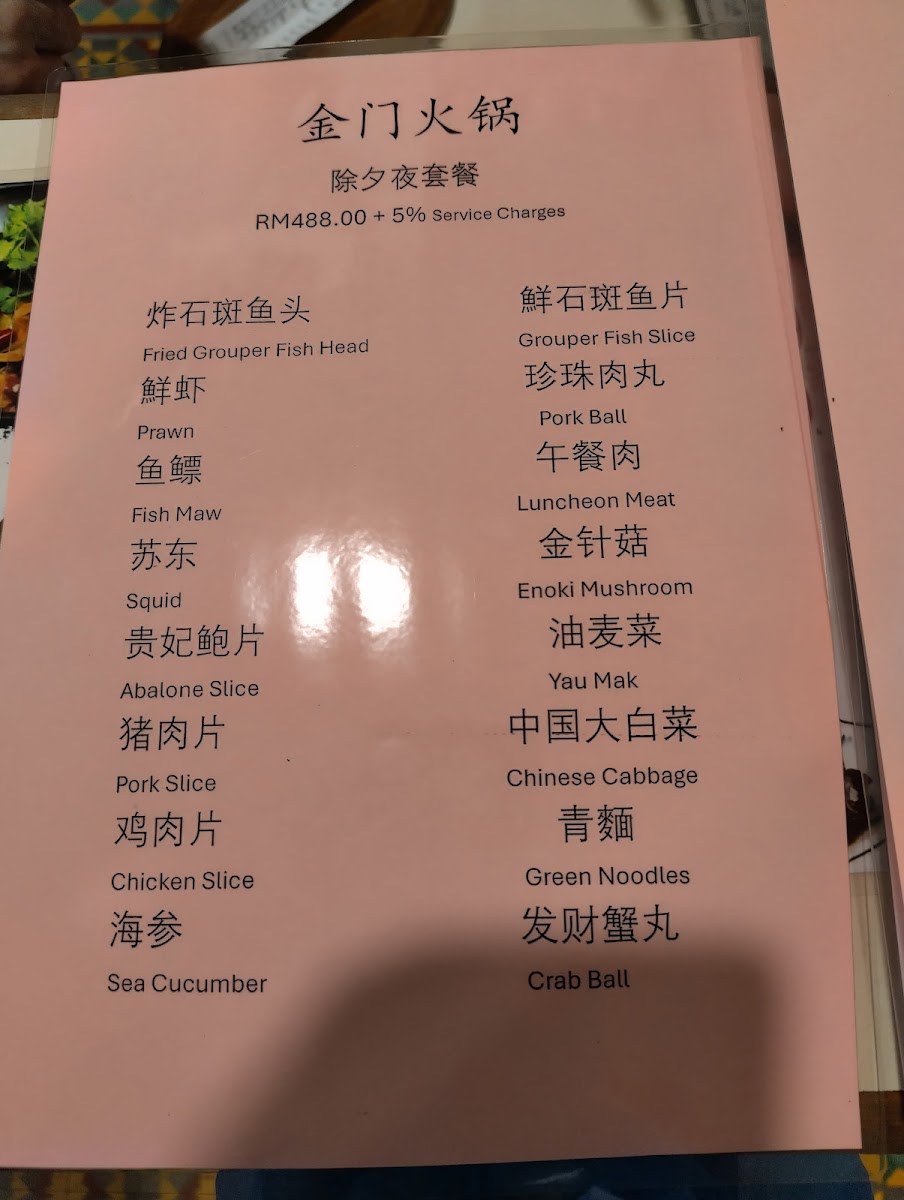 金门火锅
除夕夜套餐
RM488.00 + 5% Service Charges
炸石斑鱼头
Fried Grouper Fish Head
鮮虾
Prawn
鱼鳔
Fish Maw
苏东
Squid
贵妃鲍片
Abalone Slice
猪肉片
Pork Slice
鸡肉片
Chicken Slice
海参
Sea Cucumber
鮮石斑鱼片
Grouper Fish Slice
珍珠肉丸
Pork Ball
午餐肉
Luncheon Meat
金针菇
Enoki Mushroom
油麦菜
Yau Mak
中国大白菜
Chinese Cabbage
青麵
Green Noodles
发财蟹丸
Crab Ball